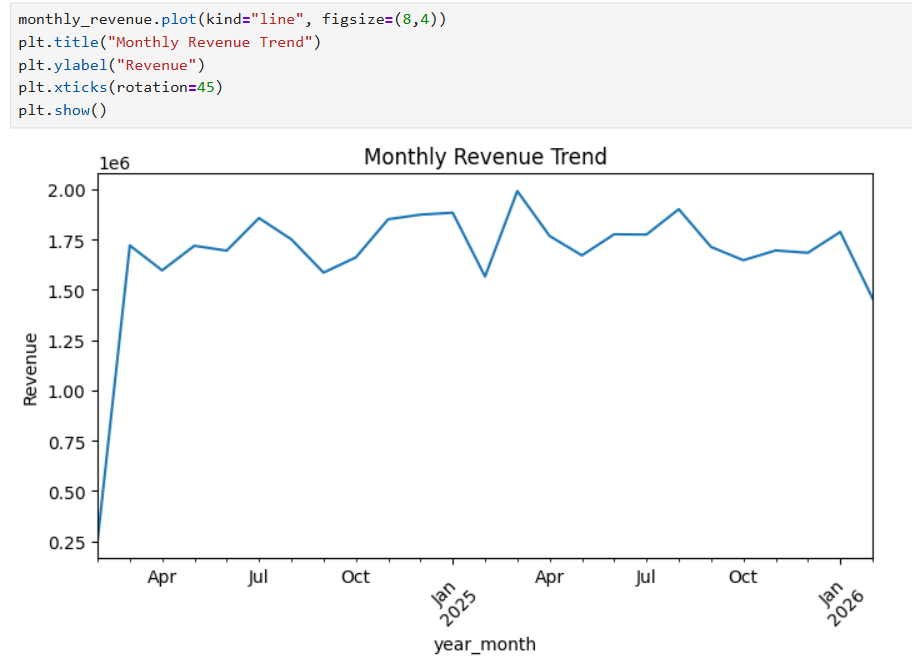 monthly_revenue.plot(kind="line", figsize=(8,4))
plt.title("Monthly Revenue Trend")
plt.ylabel("Revenue")
plt.xticks(rotation=45)
plt.show()
Monthly Revenue Trend
1e6
2.00
1.75
1.50
1.25
1.00
0.75
0.50
0.25
Revenue
Apr
Jul
Oct
Jan
2025
Apr
Jul
Oct
Jan
2026
year_month